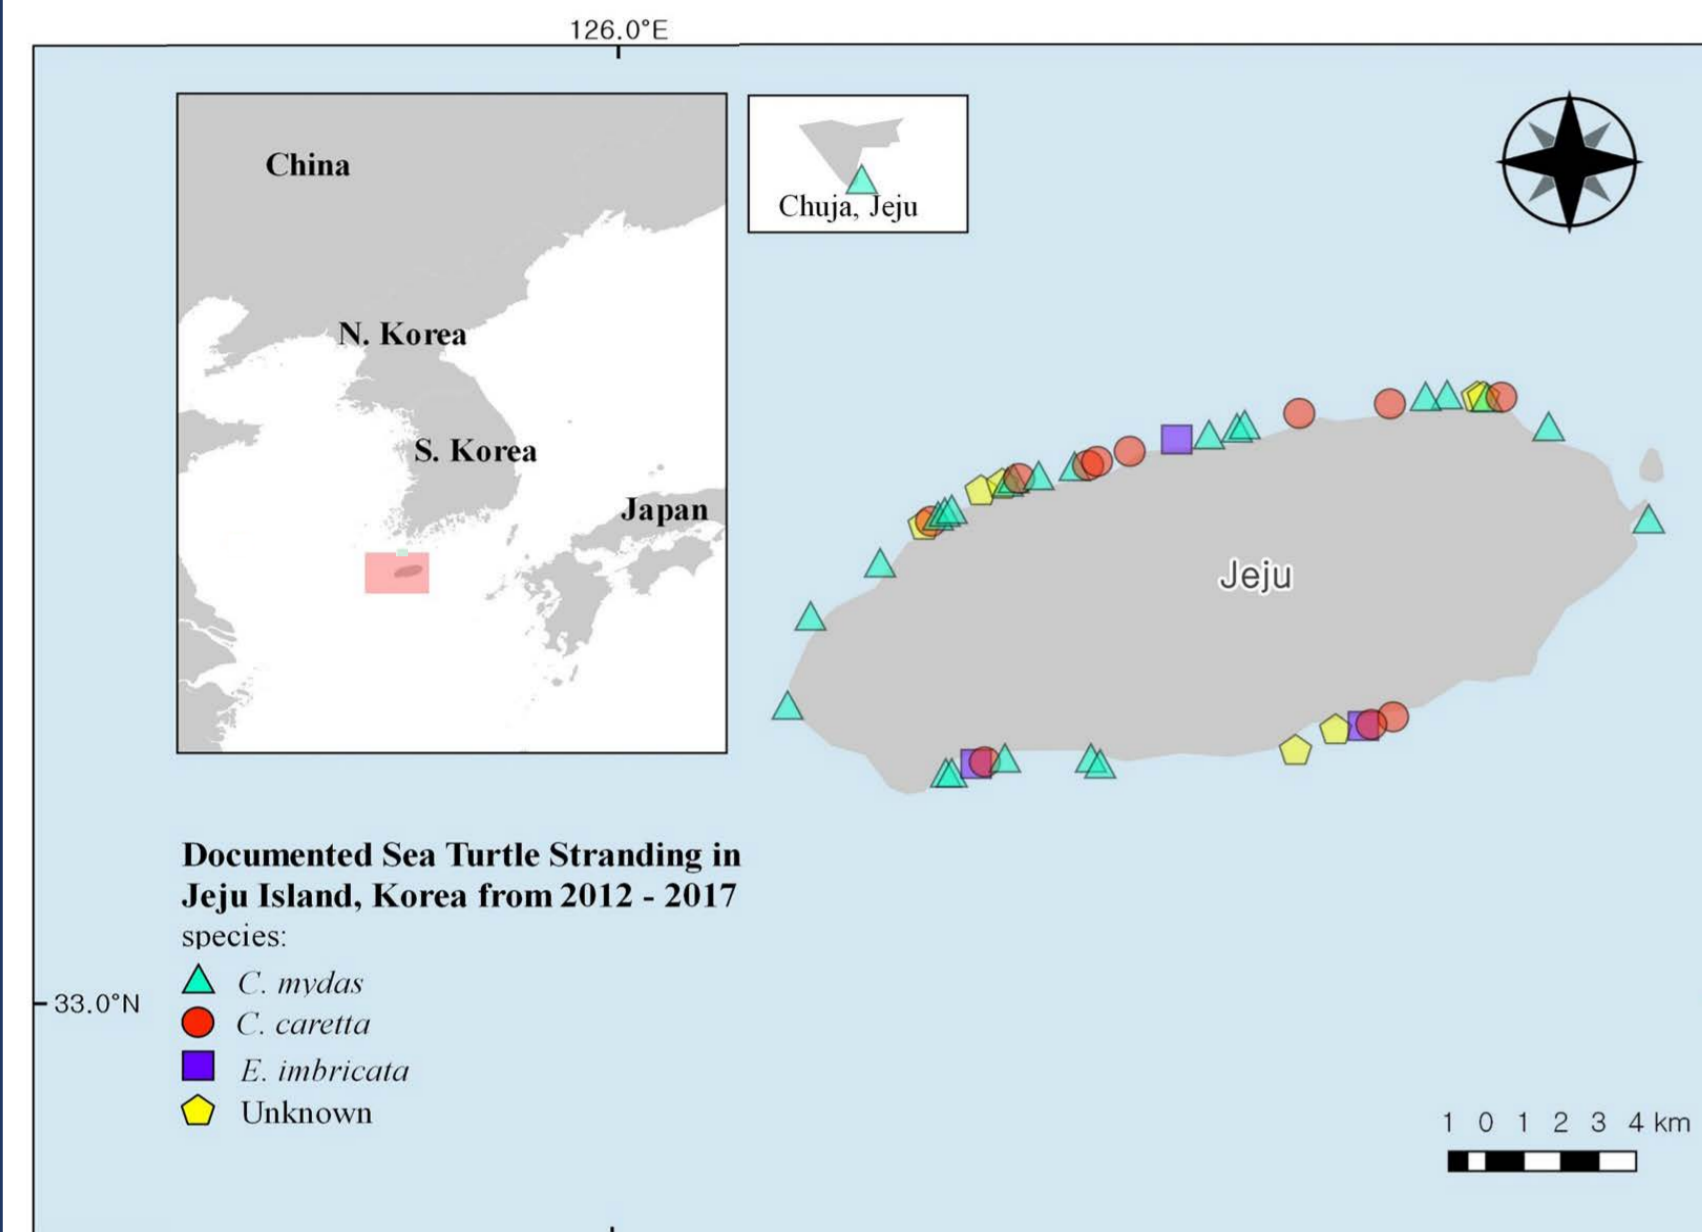 126.0°E
China
N. Korea
S. Korea
Japan
Chuja, Jeju
Jeju
Documented Sea Turtle Stranding in
Jeju Island, Korea from 2012 - 2017
species:
C. mydas
C. caretta
E. imbricata
Unknown
33.0°N
1 0 1 2 3 4 km